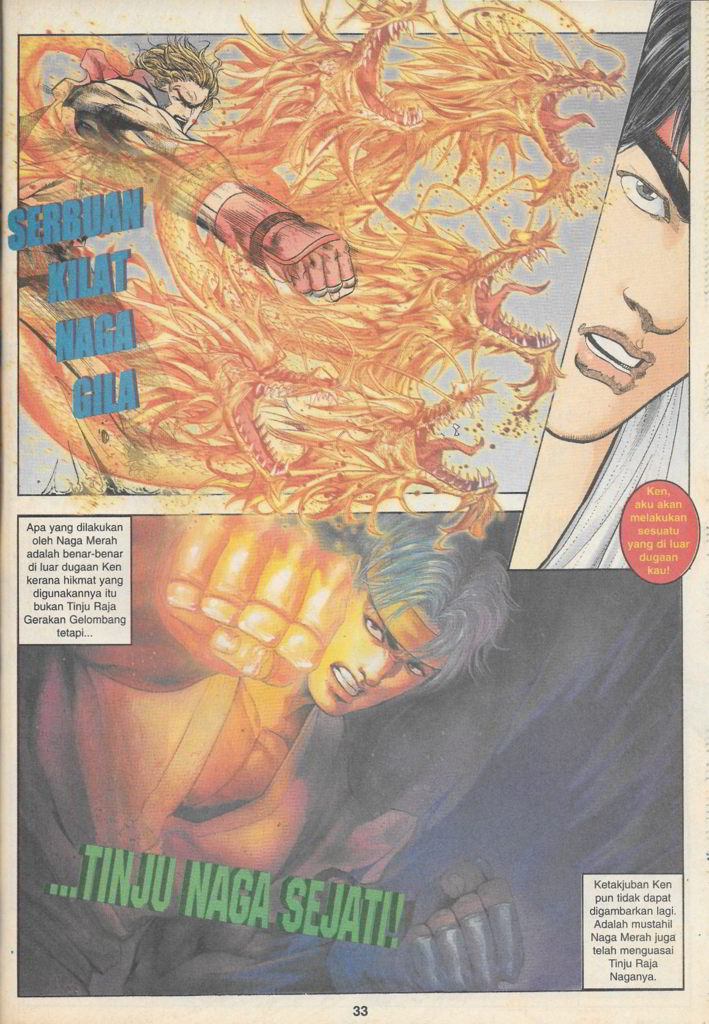 SERBUAN
KILAT
NAGA
GILA
Ken,
aku akan
melakukan
sesuatu
yang di luar
dugaan
kau!
Apa yang dilakukan
oleh Naga Merah
adalah benar-benar
di luar dugaan Ken
kerana hikmat yang
digunakannya itu
bukan Tinju Raja
Gerakan Gelombang
tetapi...
...TINJU NAGA SEJATI!
Ketakjuban Ken
pun tidak dapat
digambarkan lagi.
Adalah mustahil
Naga Merah juga
telah menguasai
Tinju Raja
Naganya.
33